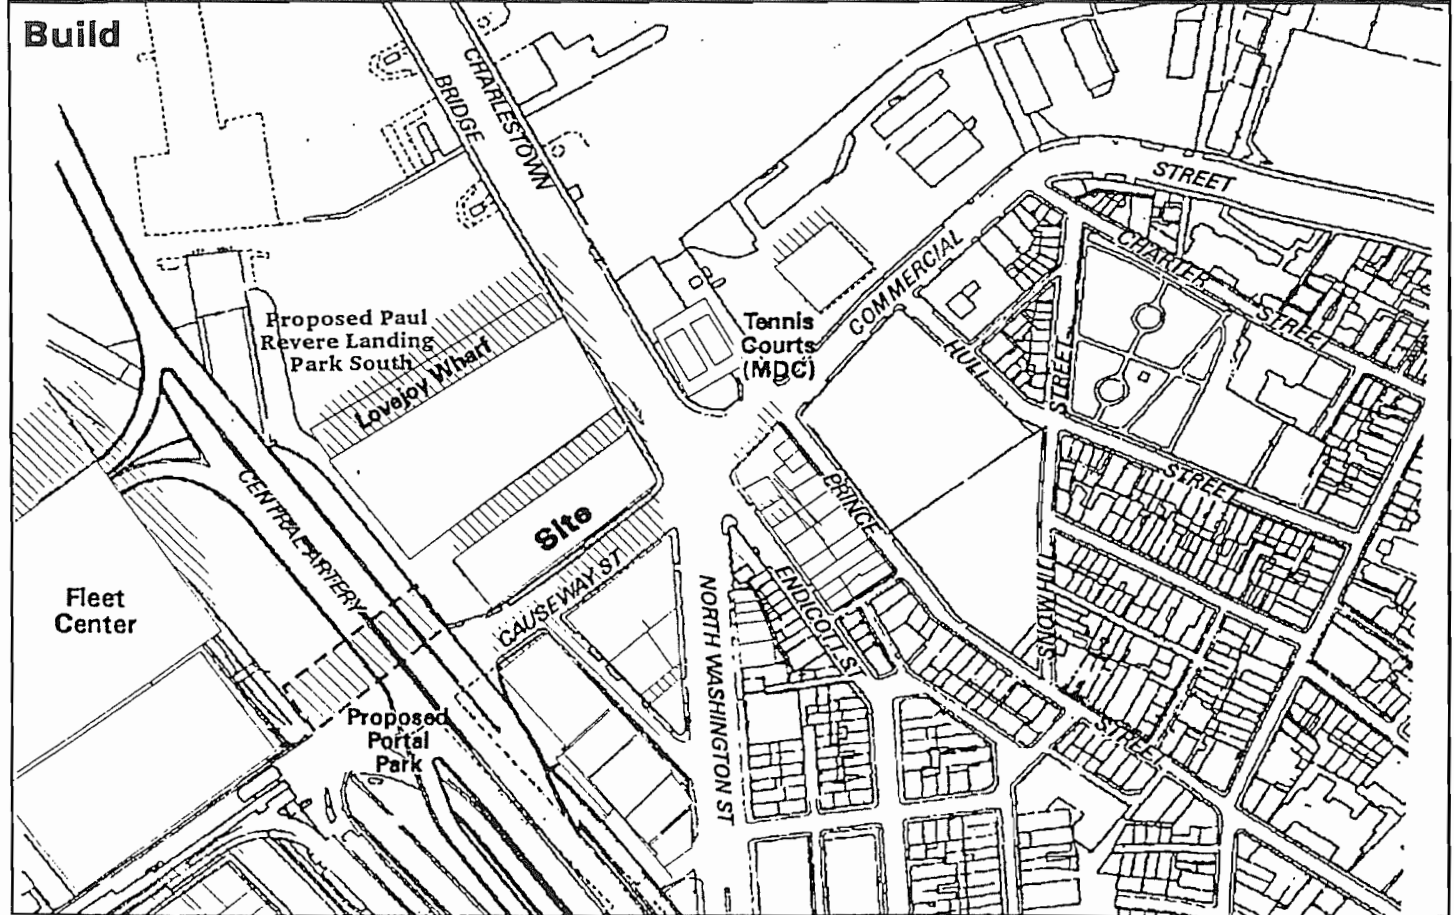 Build
CHARLESTOWN
BRIDGE
STREET
COMMERCIAL
CHARTER
STREET
Proposed Paul
Revere Landing
Park South
Lovejoy Wharf
Tennis
Courts
(MDC)
HULL
STREET
STREET
CENTRAL ARTERY
Site
PRINCE
CAUSEWAY ST
Fleet
Center
ENDICOTT ST
NORTH WASHINGTON ST
SNOWHILL
Proposed
Portal
Park
STREET